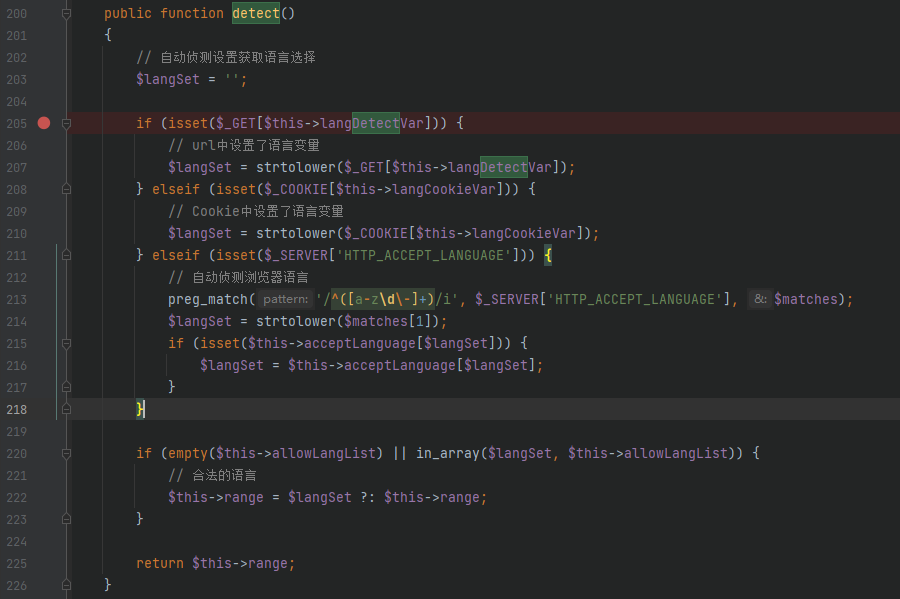 200 public function detect()
201 {
202 // 自动侦测设置获取语言选择
203 $langSet = '';
204
205 if (isset($_GET[$this->langDetectVar])) {
206 // url中设置了语言变量
207 $langSet = strtolower($_GET[$this->langDetectVar]);
208 } elseif (isset($_COOKIE[$this->langCookieVar])) {
209 // Cookie中设置了语言变量
210 $langSet = strtolower($_COOKIE[$this->langCookieVar]);
211 } elseif (isset($_SERVER['HTTP_ACCEPT_LANGUAGE'])) {
212 // 自动侦测浏览器语言
213 preg_match( pattern: '/^([a-z\d\-]+)/i', $_SERVER['HTTP_ACCEPT_LANGUAGE'], &: $matches);
214 $langSet = strtolower($matches[1]);
215 if (isset($this->acceptLanguage[$langSet])) {
216 $langSet = $this->acceptLanguage[$langSet];
217 }
218 }
219
220 if (empty($this->allowLangList) || in_array($langSet, $this->allowLangList)) {
221 // 合法的语言
222 $this->range = $langSet ?: $this->range;
223 }
224
225 return $this->range;
226 }